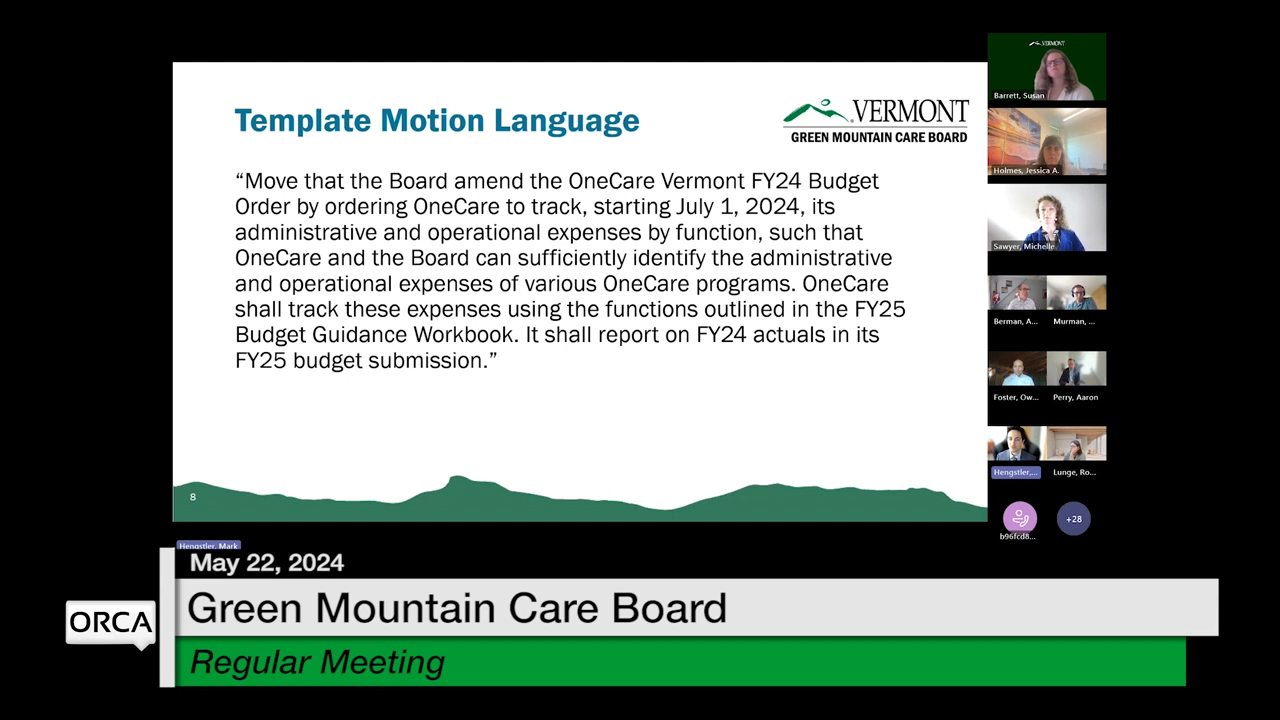 Template Motion Language
VERMONT
GREEN MOUNTAIN CARE BOARD
“Move that the Board amend the OneCare Vermont FY24 Budget
Order by ordering OneCare to track, starting July 1, 2024, its
administrative and operational expenses by function, such that
OneCare and the Board can sufficiently identify the administrative
and operational expenses of various OneCare programs. OneCare
shall track these expenses using the functions outlined in the FY25
Budget Guidance Workbook. It shall report on FY24 actuals in its
FY25 budget submission.”
8
VERMONT
Barrett, Susan
Holmes, Jessica A.
Sawyer, Michelle
Berman, A...
Murman, ...
Foster, Ow...
Perry, Aaron
Hengstler,...
Lunge, Ro...
b96fcd8...
+28
Hengstler, Mark
May 22, 2024
ORCA
Green Mountain Care Board
Regular Meeting